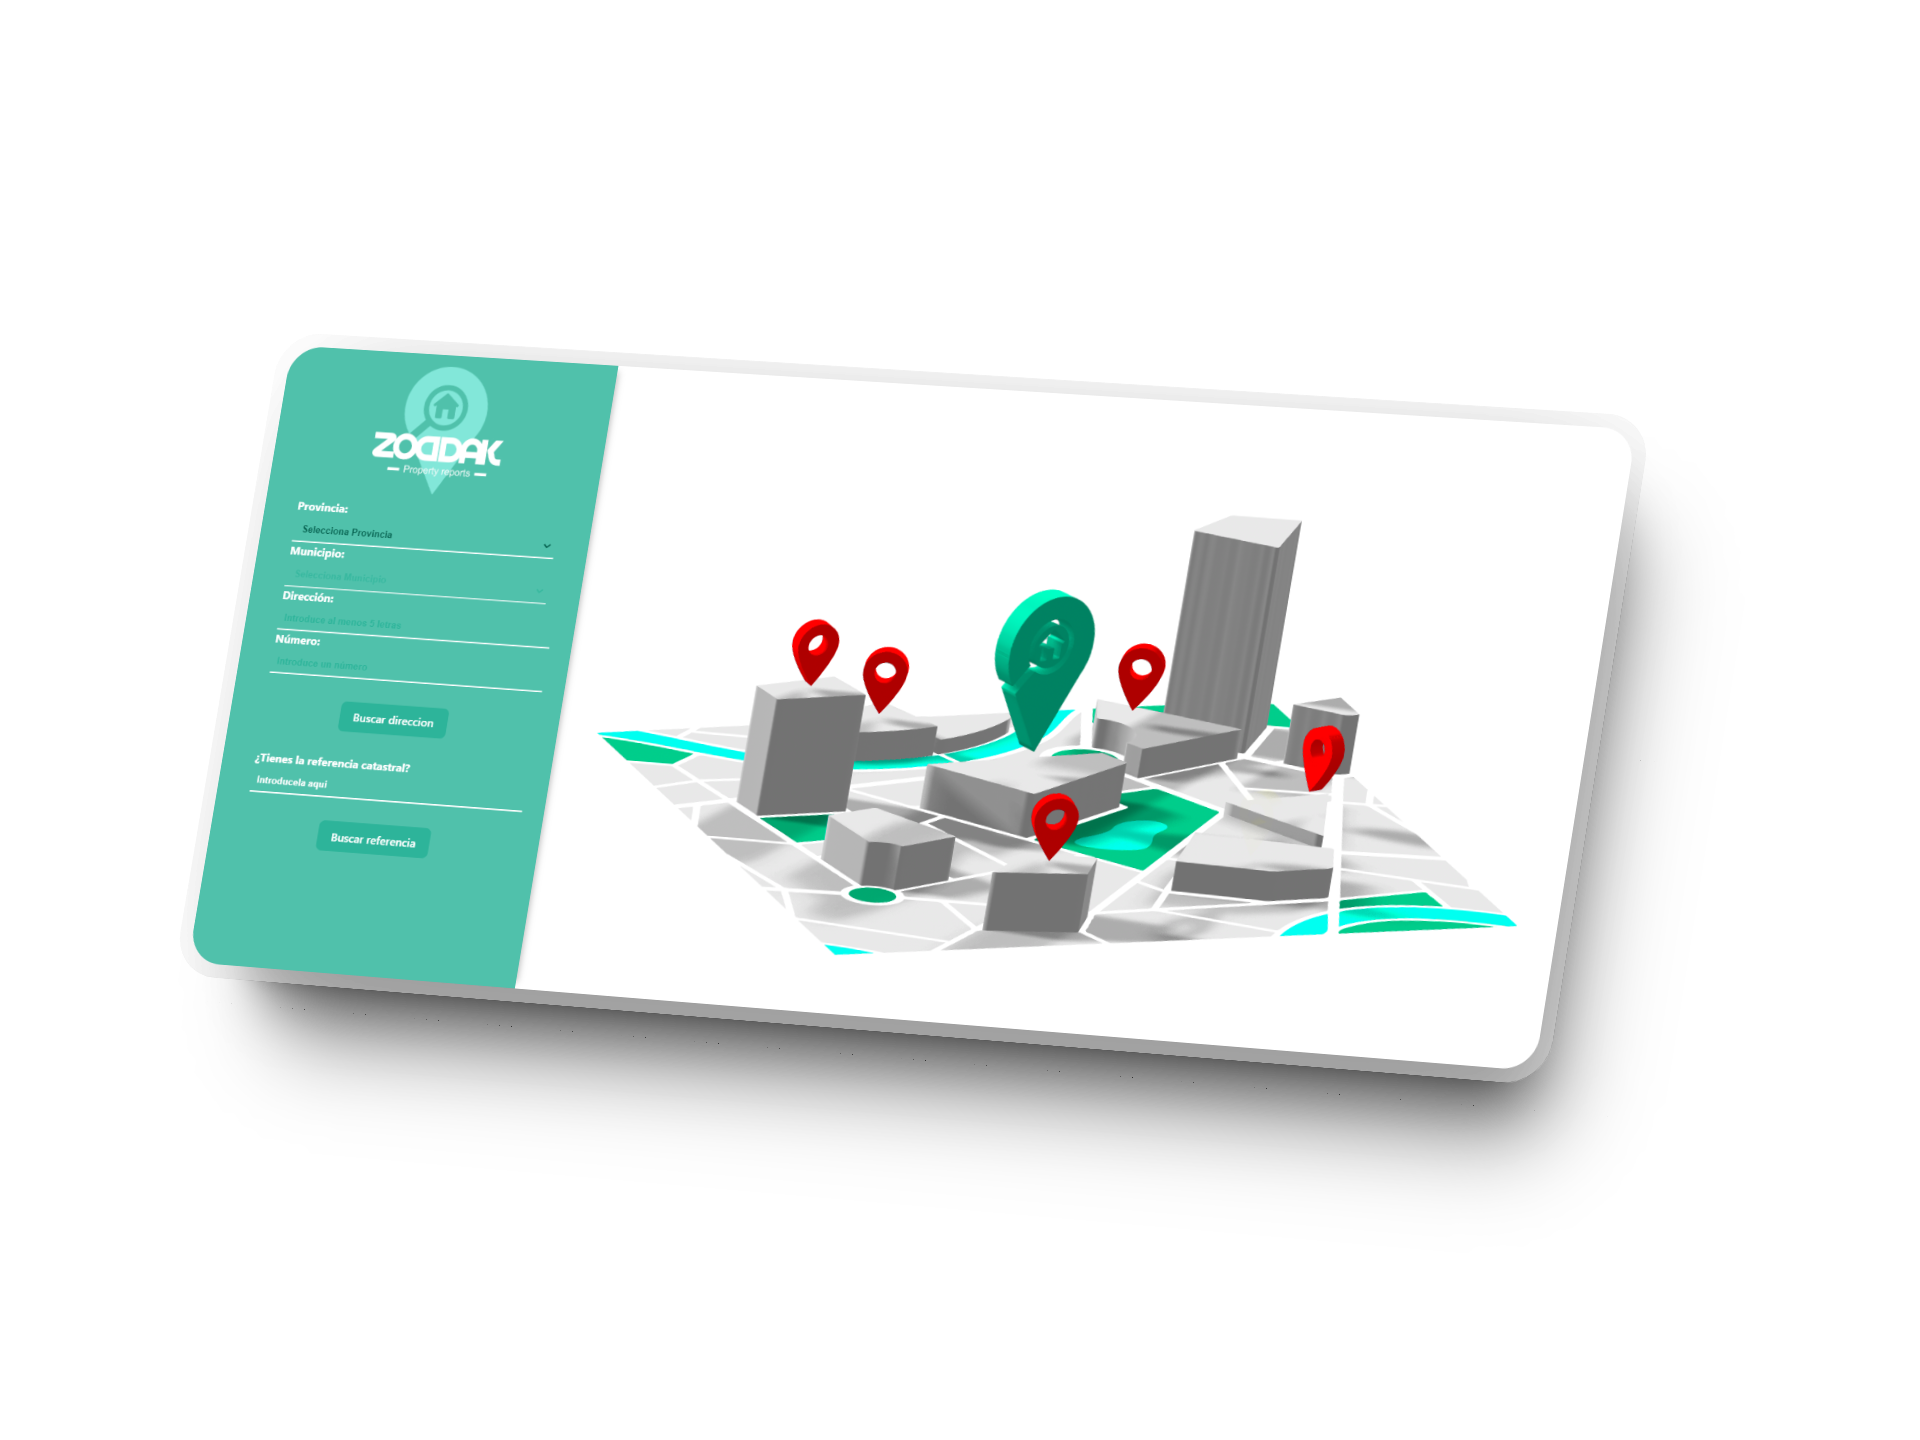 ZODDAK
Property reports
Provincia:
Selecciona Provincia
Municipio:
Selecciona Municipio
Dirección:
Introduce al menos 3 letras
Número:
Introduce un número
Buscar direccion
¿Tienes la referencia catastral?
Introducela aqui
Buscar referencia